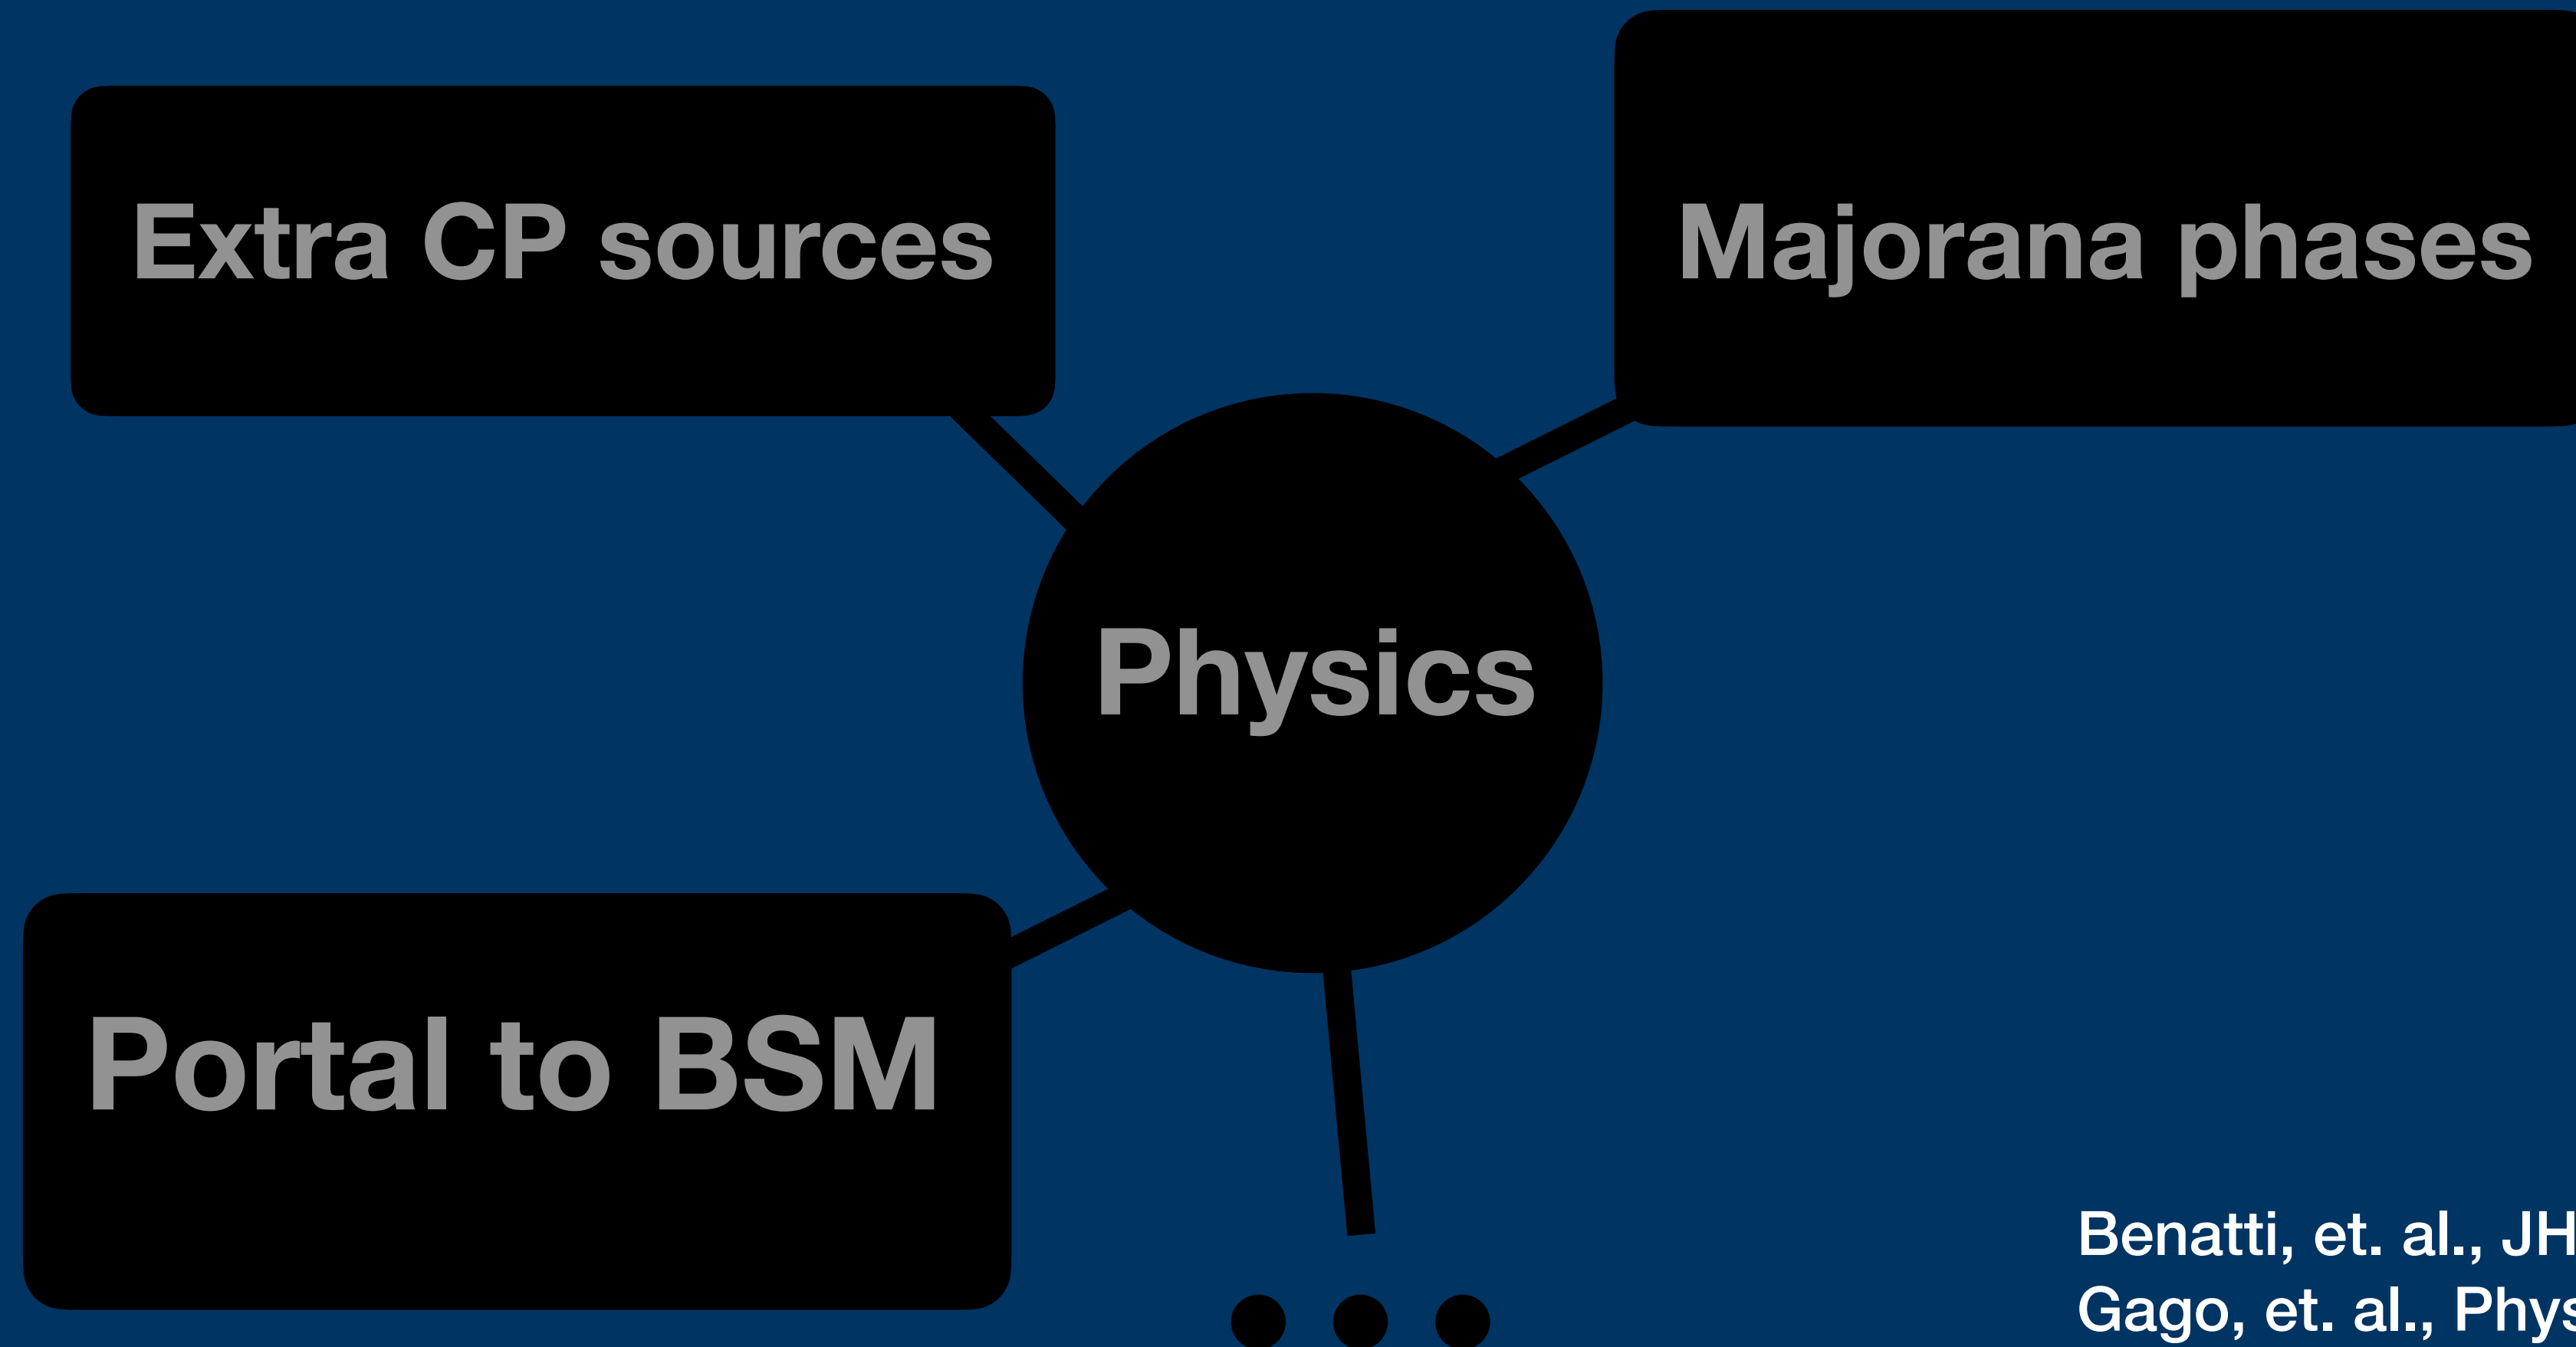 Extra CP sources
Majorana phases
Physics
Portal to BSM
Benatti, et. al., JH
Gago, et. al., Phys